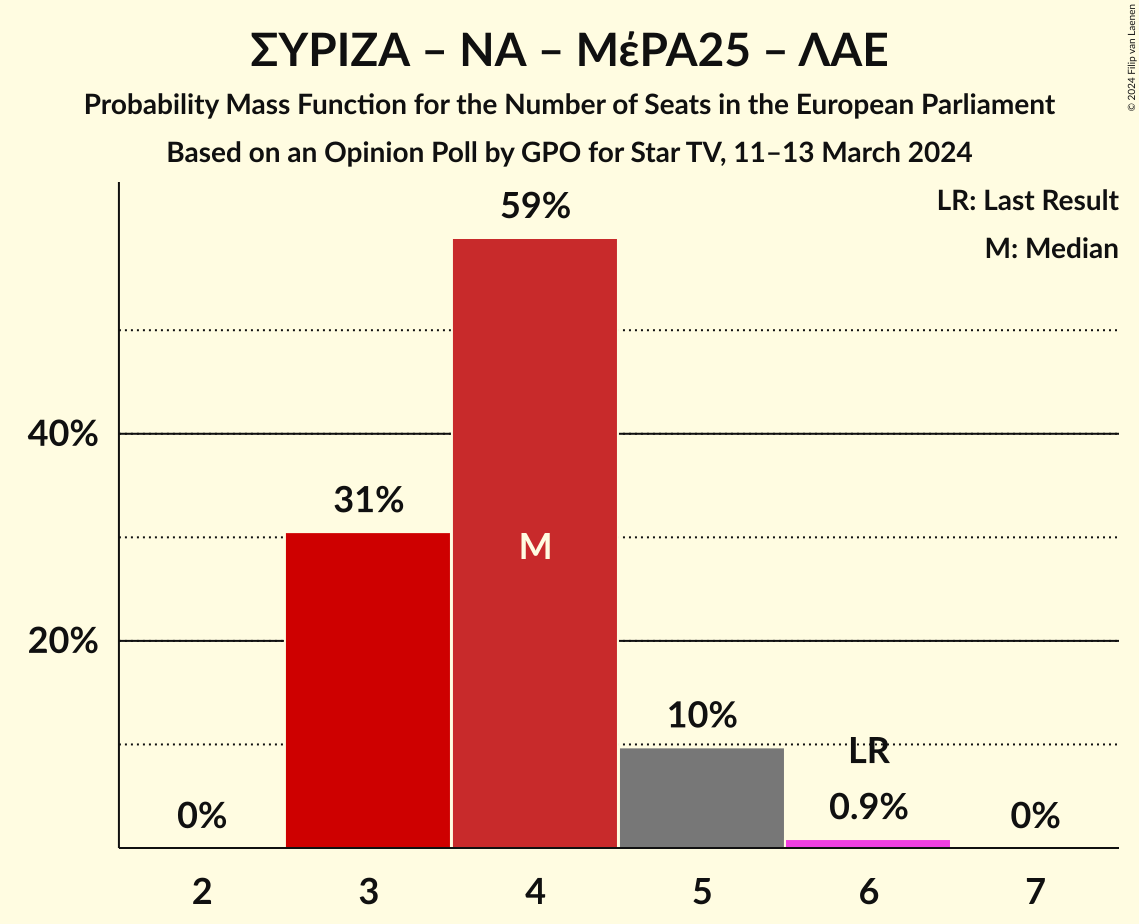 ΣΥΡΙΖΑ – ΝΑ – ΜέΡΑ25 – ΛΑΕ
Probability Mass Function for the Number of Seats in the European Parliament
Based on an Opinion Poll by GPO for Star TV, 11–13 March 2024
© 2024 Filip van Laenen
LR: Last Result
M: Median
59%
40%
31%
M
20%
10%
LR
0%
0.9%
0%
2 3 4 5 6 7